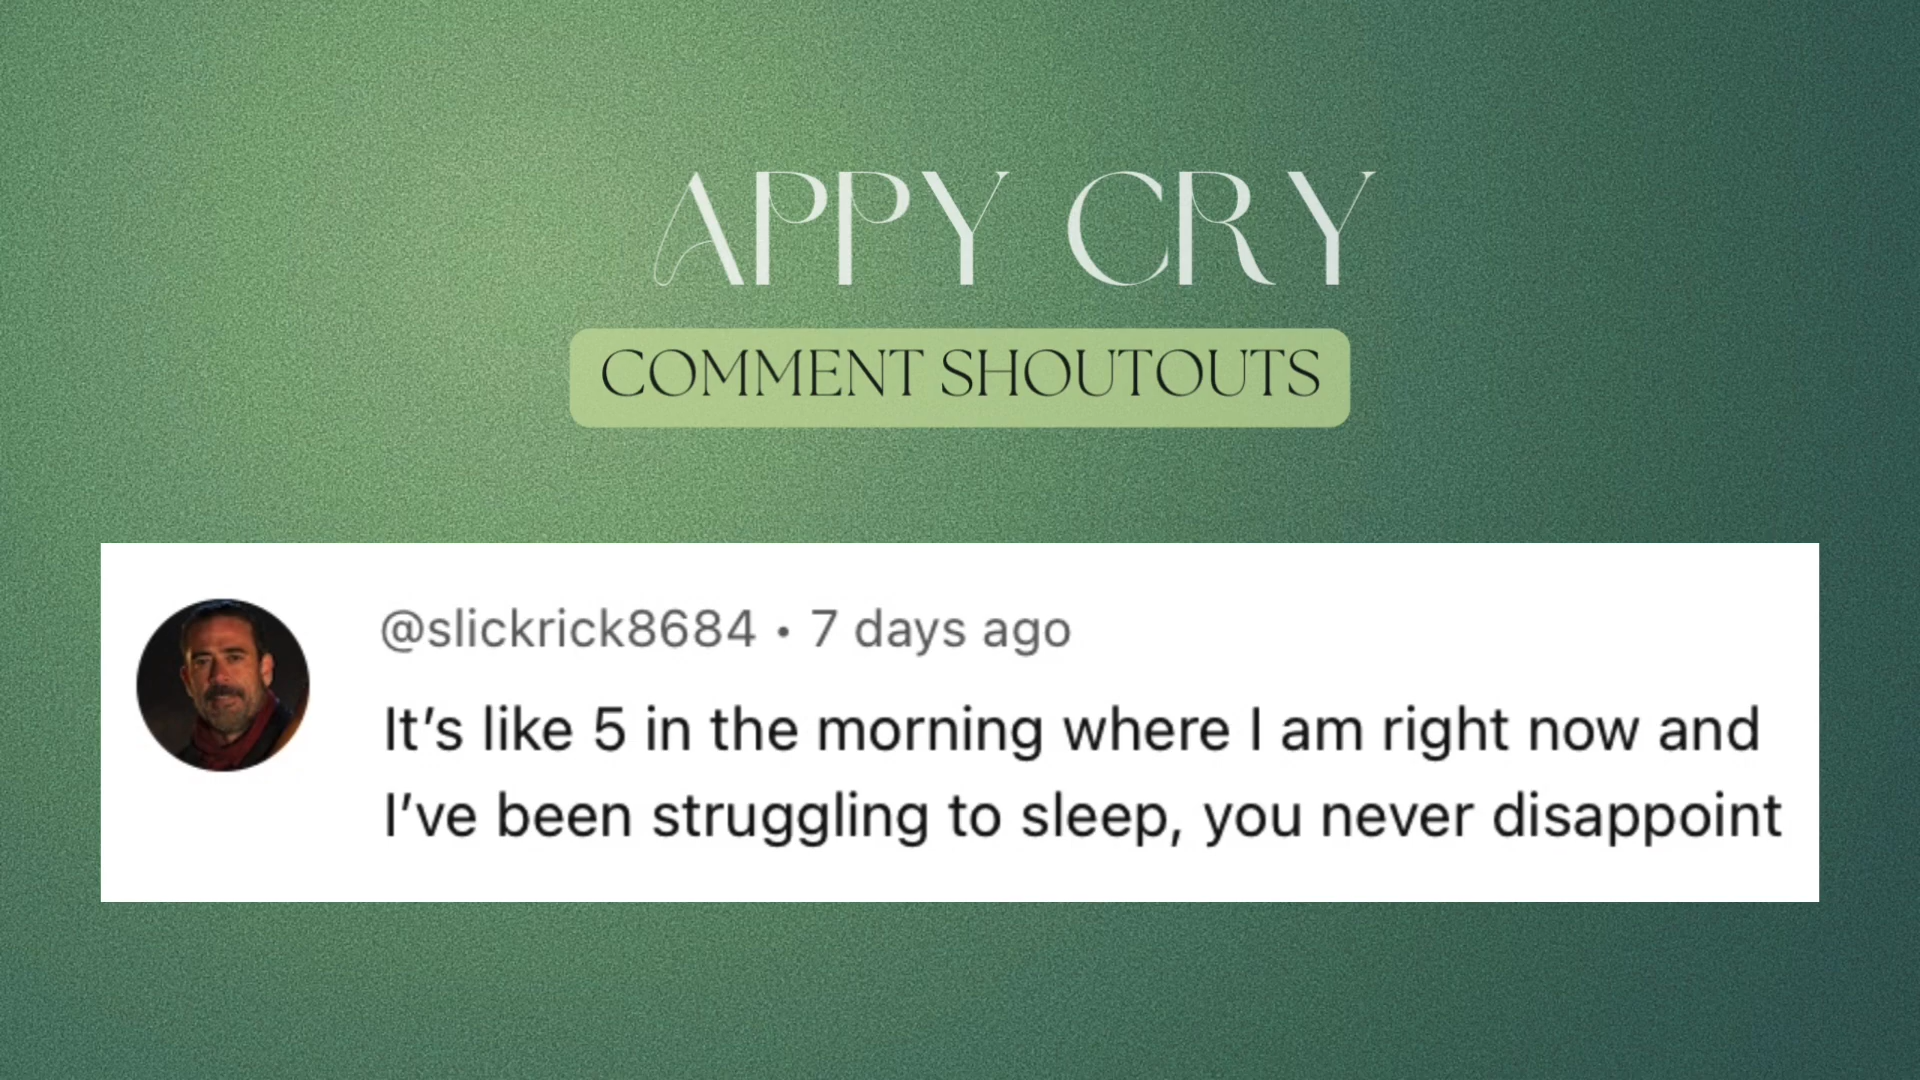 APPY CRY
COMMENT SHOUTOUTS
@slickrick8684 • 7 days ago
It’s like 5 in the morning where I am right now and
I’ve been struggling to sleep, you never disappoint